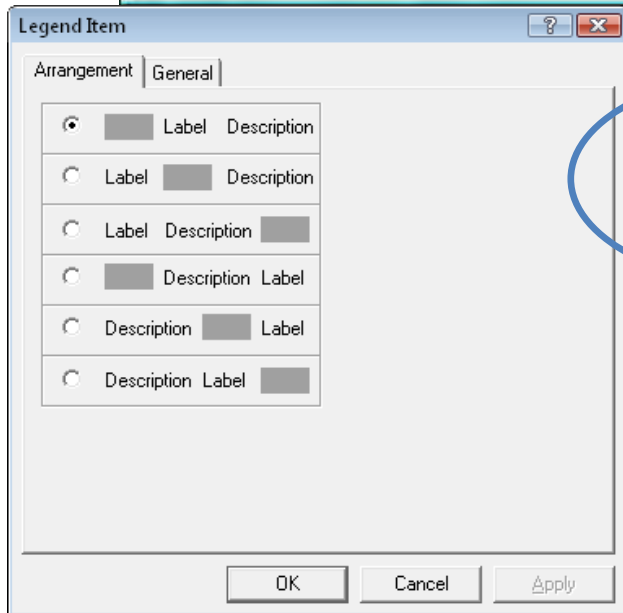 Legend Item
Arrangement General
Label Description
Label Description
Label Description
Description Label
Description Label
Description Label
OK Cancel Apply